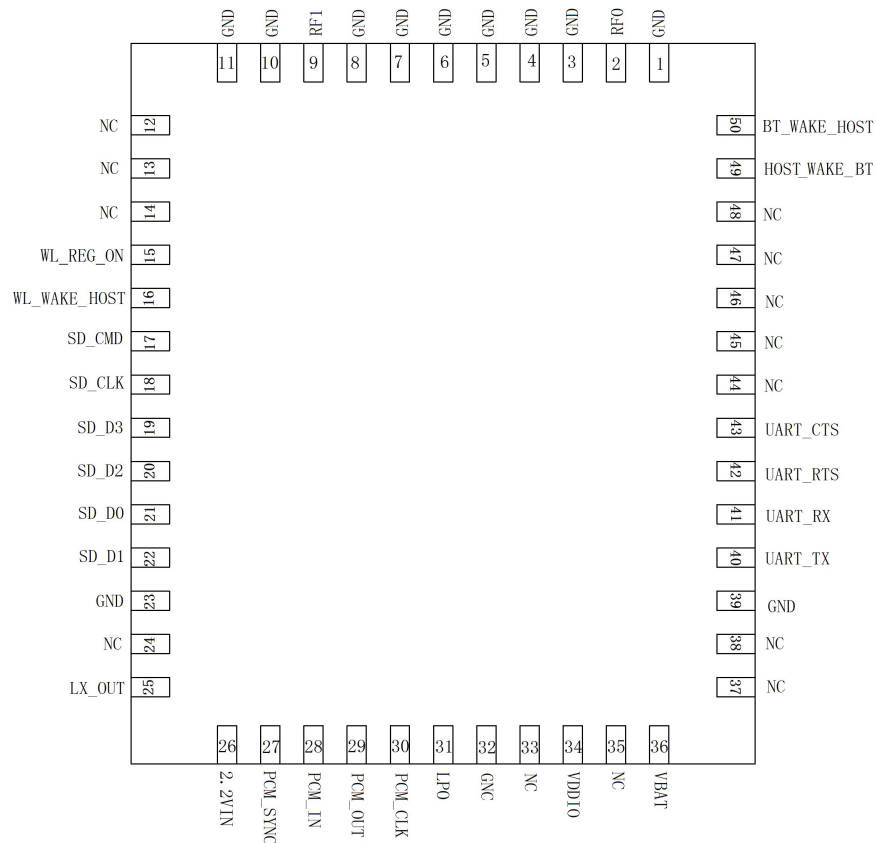 GND GND RF1 GND GND GND GND GND GND RF0 GND
11 10 9 8 7 6 5 4 3 2 1
NC 12 50 BT_WAKE_HOST
NC 13 49 HOST_WAKE_BT
NC 14 48 NC
WL_REG_ON 15 47 NC
WL_WAKE_HOST 16 46 NC
SD_CMD 17 45 NC
SD_CLK 18 44 NC
SD_D3 19 43 UART_CTS
SD_D2 20 42 UART_RTS
SD_D0 21 41 UART_RX
SD_D1 22 40 UART_TX
GND 23 39 GND
NC 24 38 NC
LX_OUT 25 37 NC
26 27 28 29 30 31 32 33 34 35 36
2.2VIN PCM_SYNC PCM_IN PCM_OUT PCM_CLK LPO GNC NC VDDIO NC VBAT